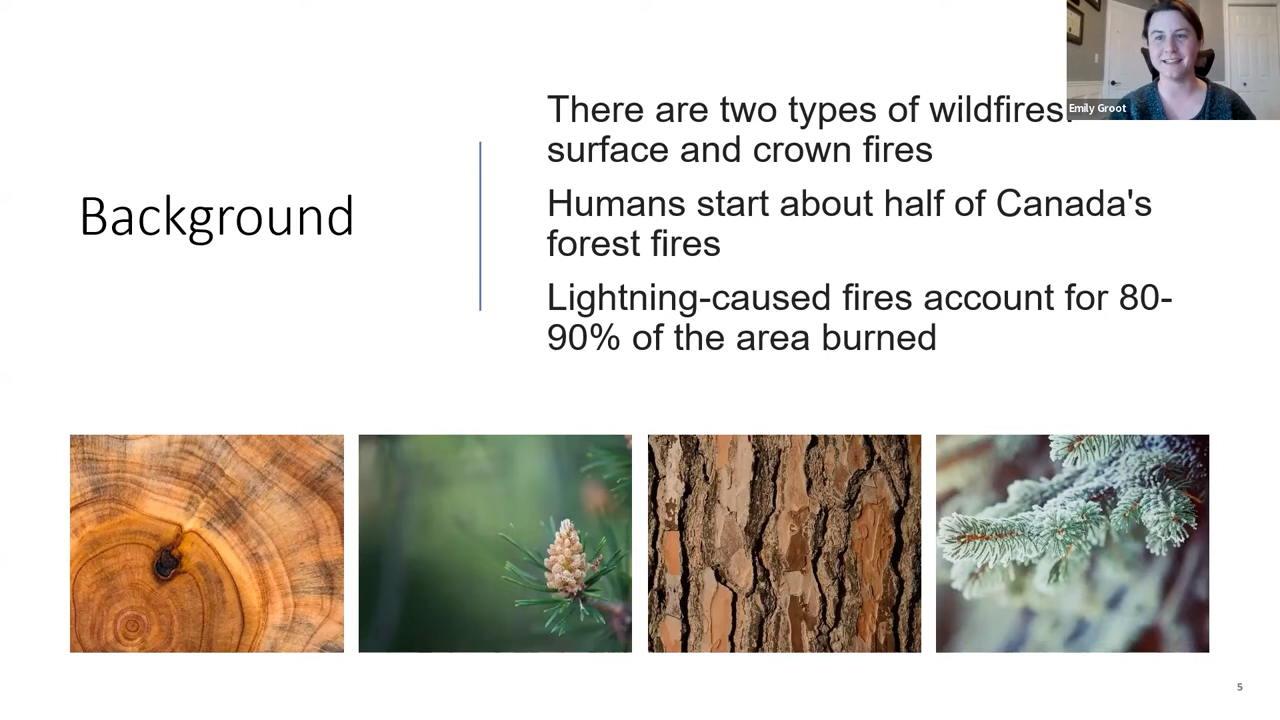 Emily Groot
There are two types of wildfires:
surface and crown fires
Background
Humans start about half of Canada's
forest fires
Lightning-caused fires account for 80-
90% of the area burned
5